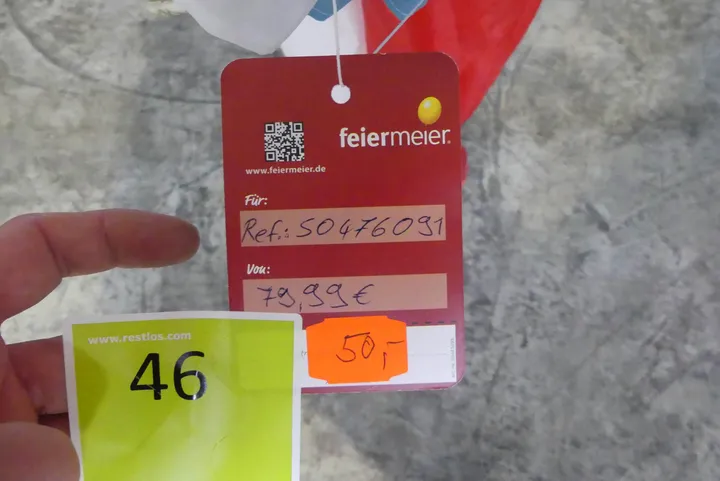 feiermeier
www.feiermeier.de
Für:
Ref.: 50476091
Von:
79,99 €
50,-
www.restlos.com
46